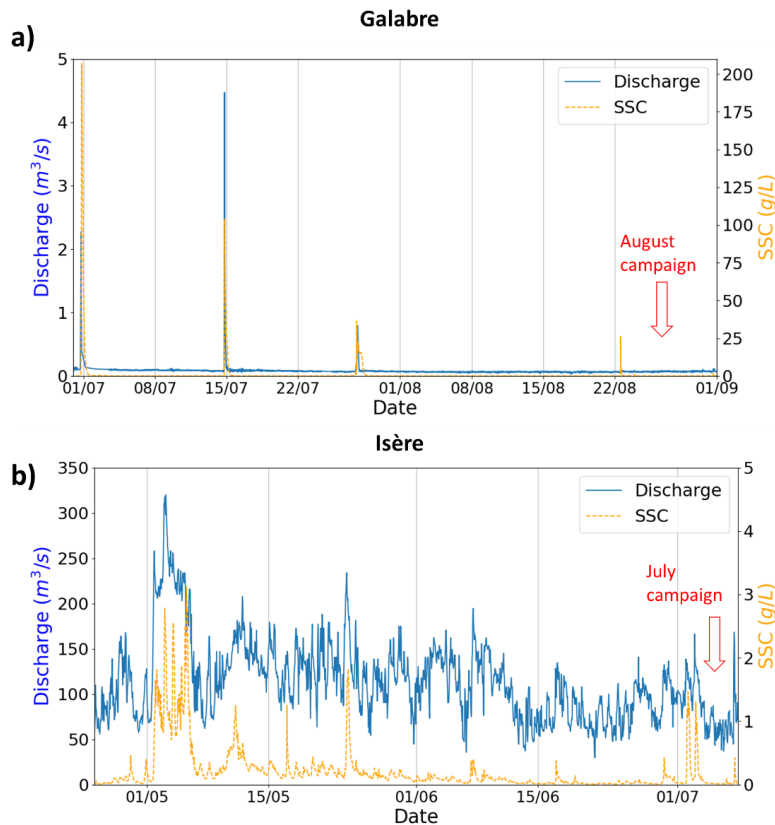 Galabre
a)
5
4
3
2
1
0
Discharge (m³/s)
200
175
150
125
100
75
50
25
0
SSC (g/L)
Discharge
SSC
August
campaign
01/07 08/07 15/07 22/07 01/08 08/08 15/08 22/08 01/09
Date
Isère
b)
350
300
250
200
150
100
50
0
Discharge (m³/s)
5
4
3
2
1
0
SSC (g/L)
Discharge
SSC
July
campaign
01/05 15/05 01/06 15/06 01/07
Date